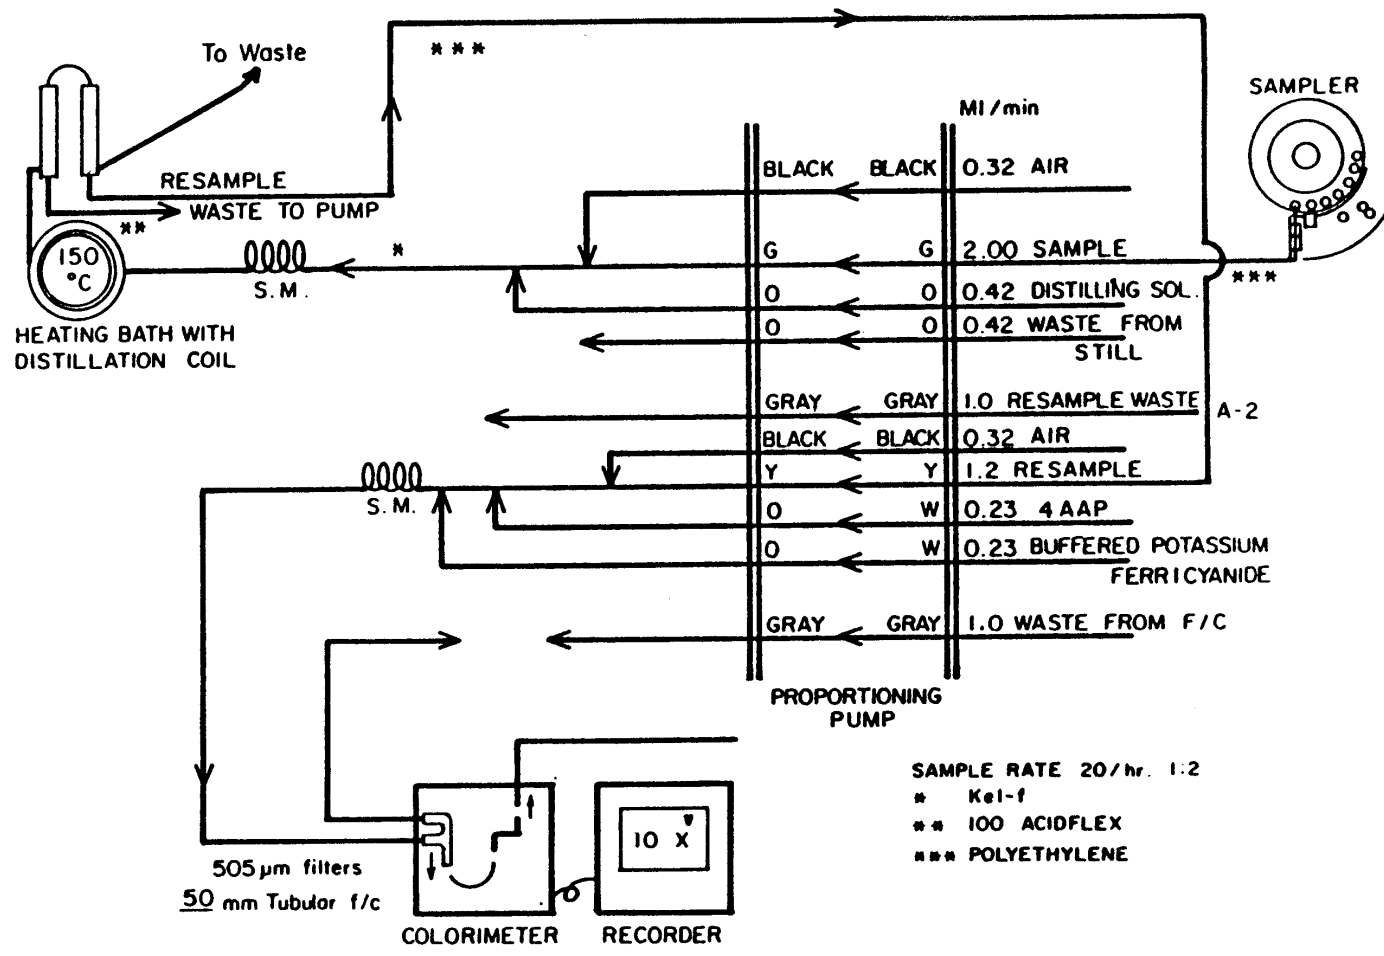 To Waste
***
SAMPLER
Ml/min
BLACK BLACK 0.32 AIR
RESAMPLE
WASTE TO PUMP
**
150
°C
S.M.
*
G G 2.00 SAMPLE
***
O O 0.42 DISTILLING SOL.
O O 0.42 WASTE FROM
STILL
HEATING BATH WITH
DISTILLATION COIL
GRAY GRAY 1.0 RESAMPLE WASTE
A-2
BLACK BLACK 0.32 AIR
Y Y 1.2 RESAMPLE
S.M.
O W 0.23 4 AAP
O W 0.23 BUFFERED POTASSIUM
FERRICYANIDE
GRAY GRAY 1.0 WASTE FROM F/C
PROPORTIONING
PUMP
SAMPLE RATE 20/hr. 1:2
* Kel-f
** 100 ACIDFLEX
*** POLYETHYLENE
10 X
505 µm filters
50 mm Tubular f/c
COLORIMETER
RECORDER